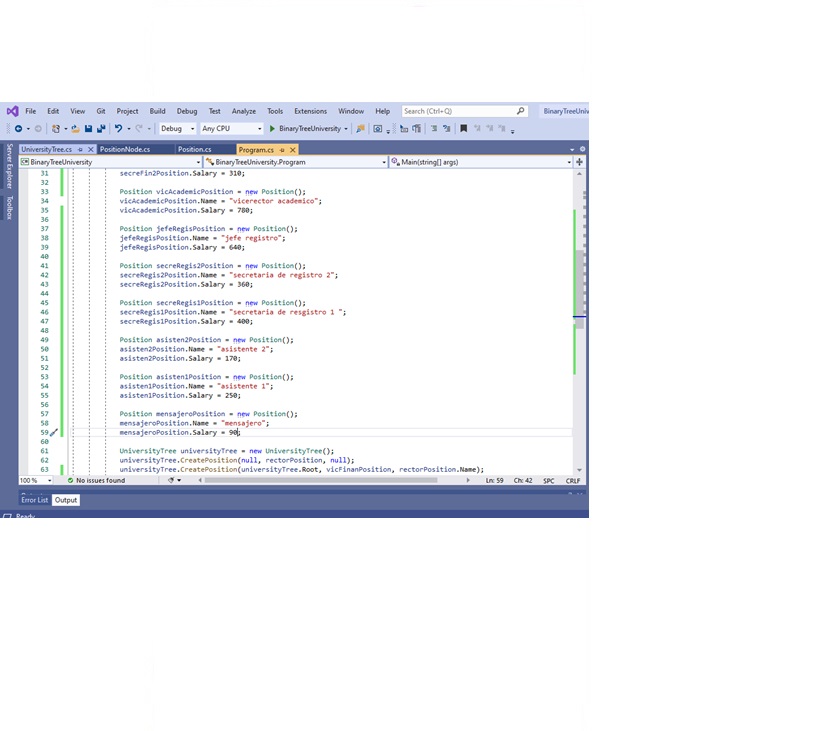 File Edit View Git Project Build Debug Test Analyze Tools Extensions Window Help Search (Ctrl+Q) BinaryTreeUniv
Debug Any CPU BinaryTreeUniversity
Server Explorer
Toolbox
UniversityTree.cs PositionNode.cs Position.cs Program.cs
BinaryTreeUniversity BinaryTreeUniversity.Program Main(string[] args)
31 secreFin2Position.Salary = 310;
32
33 Position vicAcademicPosition = new Position();
34 vicAcademicPosition.Name = "vicerector academico";
35 vicAcademicPosition.Salary = 780;
36
37 Position jefeRegisPosition = new Position();
38 jefeRegisPosition.Name = "jefe registro";
39 jefeRegisPosition.Salary = 640;
40
41 Position secreRegis2Position = new Position();
42 secreRegis2Position.Name = "secretaria de registro 2";
43 secreRegis2Position.Salary = 360;
44
45 Position secreRegis1Position = new Position();
46 secreRegis1Position.Name = "secretaria de resgistro 1 ";
47 secreRegis1Position.Salary = 400;
48
49 Position asisten2Position = new Position();
50 asisten2Position.Name = "asistente 2";
51 asisten2Position.Salary = 170;
52
53 Position asisten1Position = new Position();
54 asisten1Position.Name = "asistente 1";
55 asisten1Position.Salary = 250;
56
57 Position mensajeroPosition = new Position();
58 mensajeroPosition.Name = "mensajero";
59 mensajeroPosition.Salary = 90;
60
61 UniversityTree universityTree = new UniversityTree();
62 universityTree.CreatePosition(null, rectorPosition, null);
63 universityTree.CreatePosition(universityTree.Root, vicFinanPosition, rectorPosition.Name);
100 % No issues found Ln: 59 Ch: 42 SPC CRLF
Error List Output
Ready